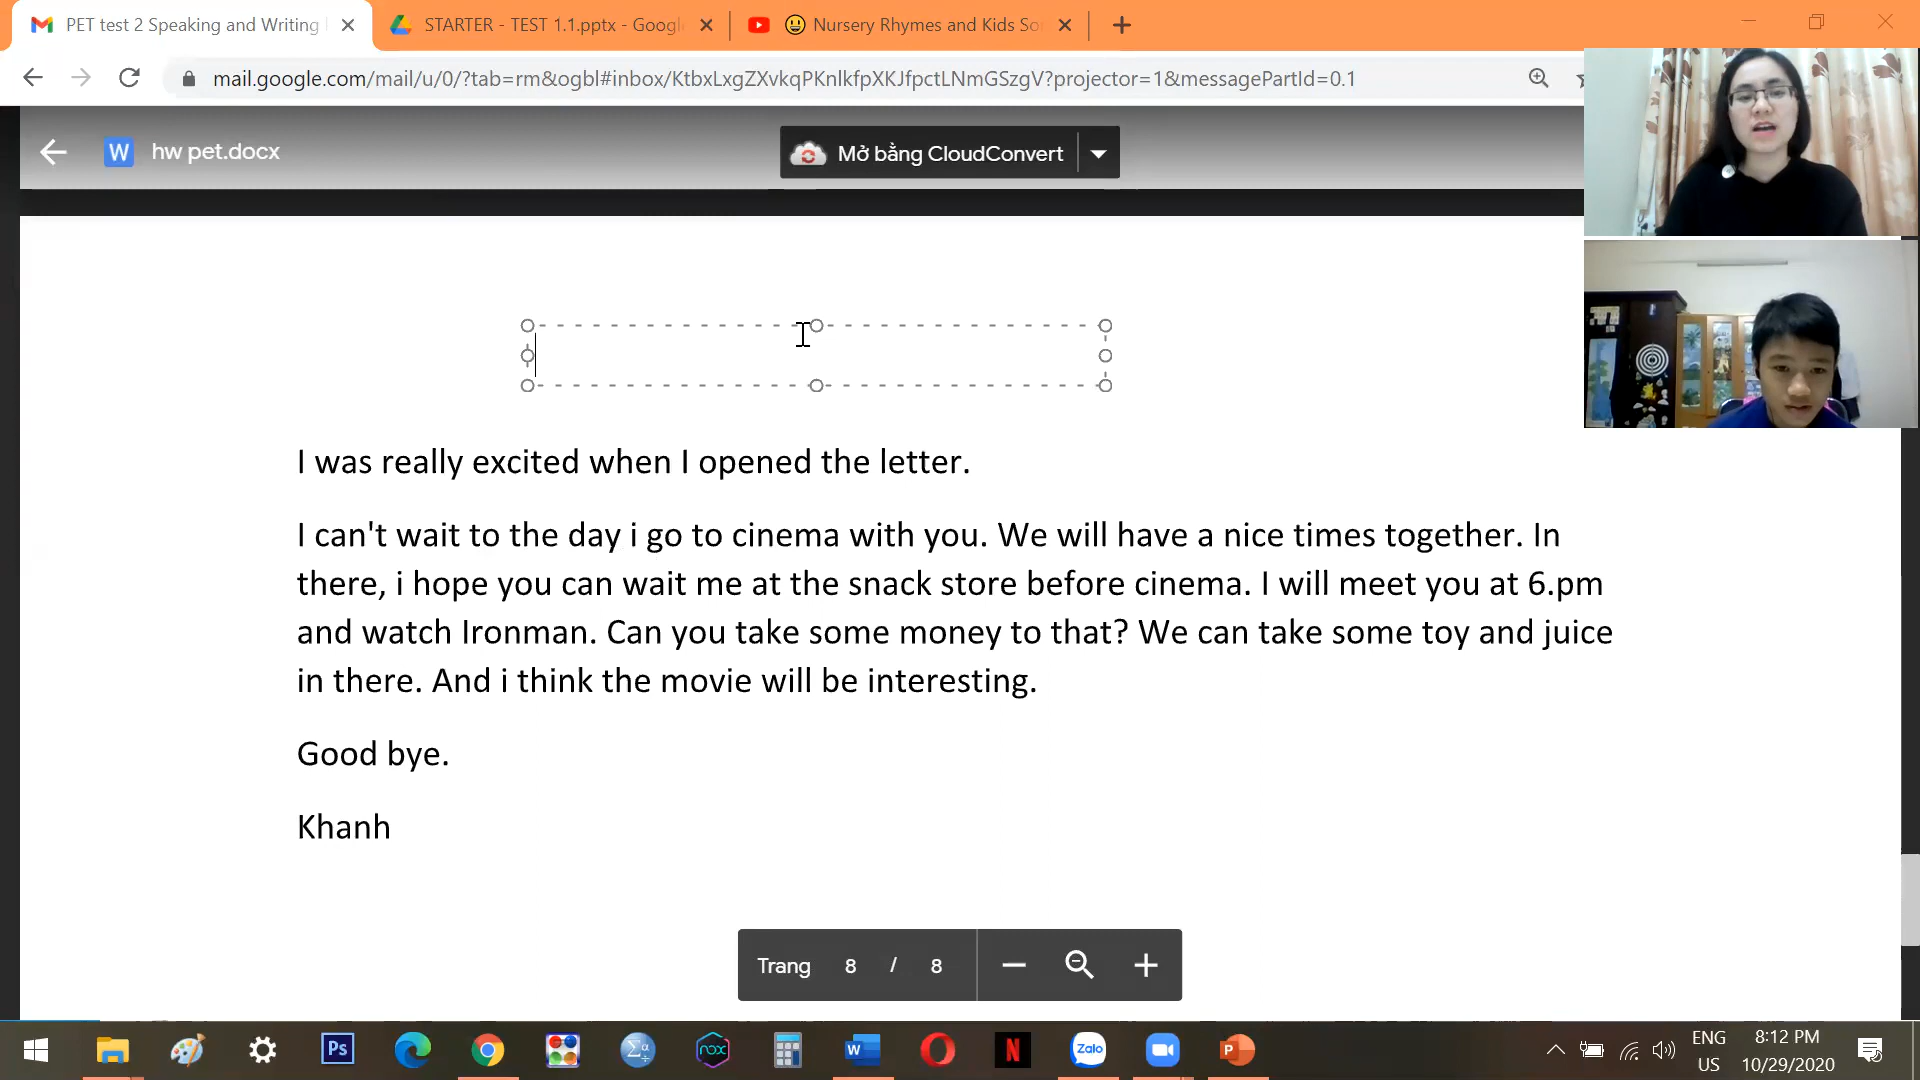 PET test 2 Speaking and Writing
STARTER - TEST 1.1.pptx - Google
Nursery Rhymes and Kids So
mail.google.com/mail/u/0/?tab=rm&ogbl#inbox/KtbxLxgZXvkqPKnlkfpXKJfpctLNmGSzgV?projector=1&messagePartId=0.1
W hw pet.docx
Mở bằng CloudConvert
I was really excited when I opened the letter.
I can't wait to the day i go to cinema with you. We will have a nice times together. In
there, i hope you can wait me at the snack store before cinema. I will meet you at 6.pm
and watch Ironman. Can you take some money to that? We can take some toy and juice
in there. And i think the movie will be interesting.
Good bye.
Khanh
Trang 8 / 8
Ps
nox
W
N
Zalo
P
ENG
US
8:12 PM
10/29/2020